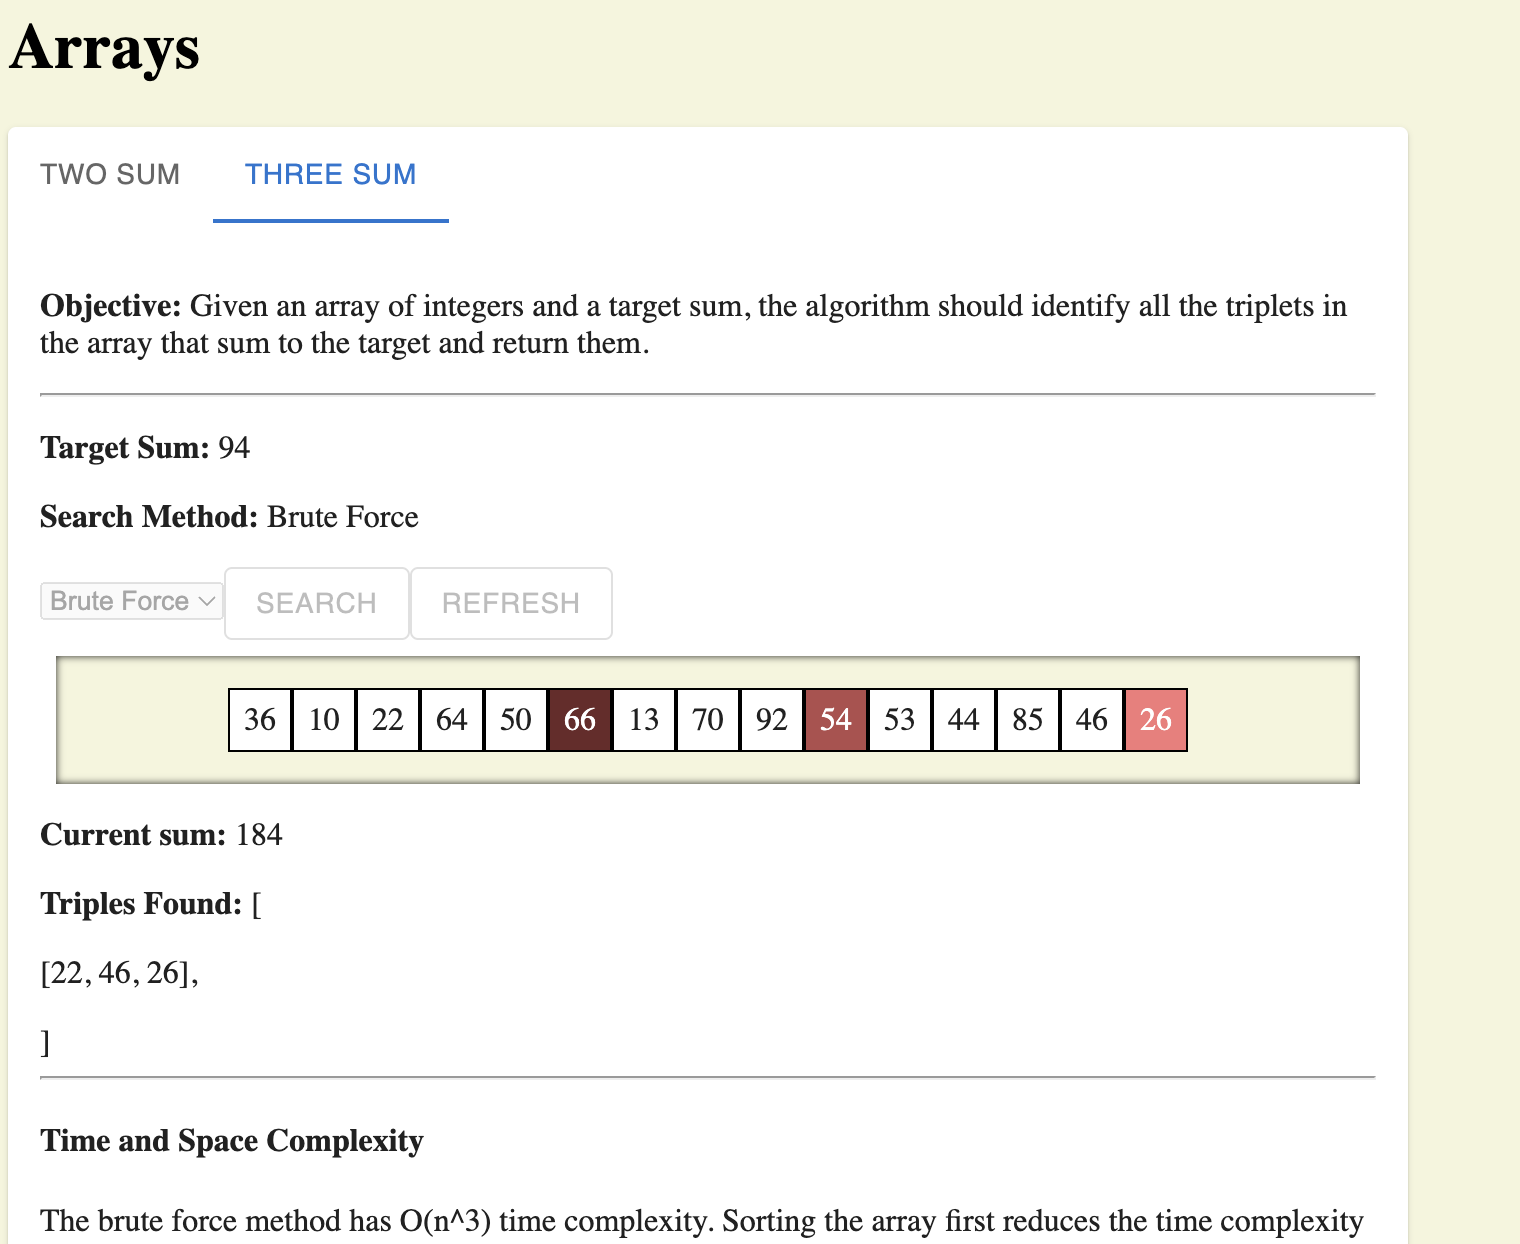 Arrays
TWO SUM THREE SUM
Objective: Given an array of integers and a target sum, the algorithm should identify all the triplets in
the array that sum to the target and return them.
Target Sum: 94
Search Method: Brute Force
Brute Force SEARCH REFRESH
36 10 22 64 50 66 13 70 92 54 53 44 85 46 26
Current sum: 184
Triples Found: [
[22, 46, 26],
]
Time and Space Complexity
The brute force method has O(n^3) time complexity. Sorting the array first reduces the time complexity